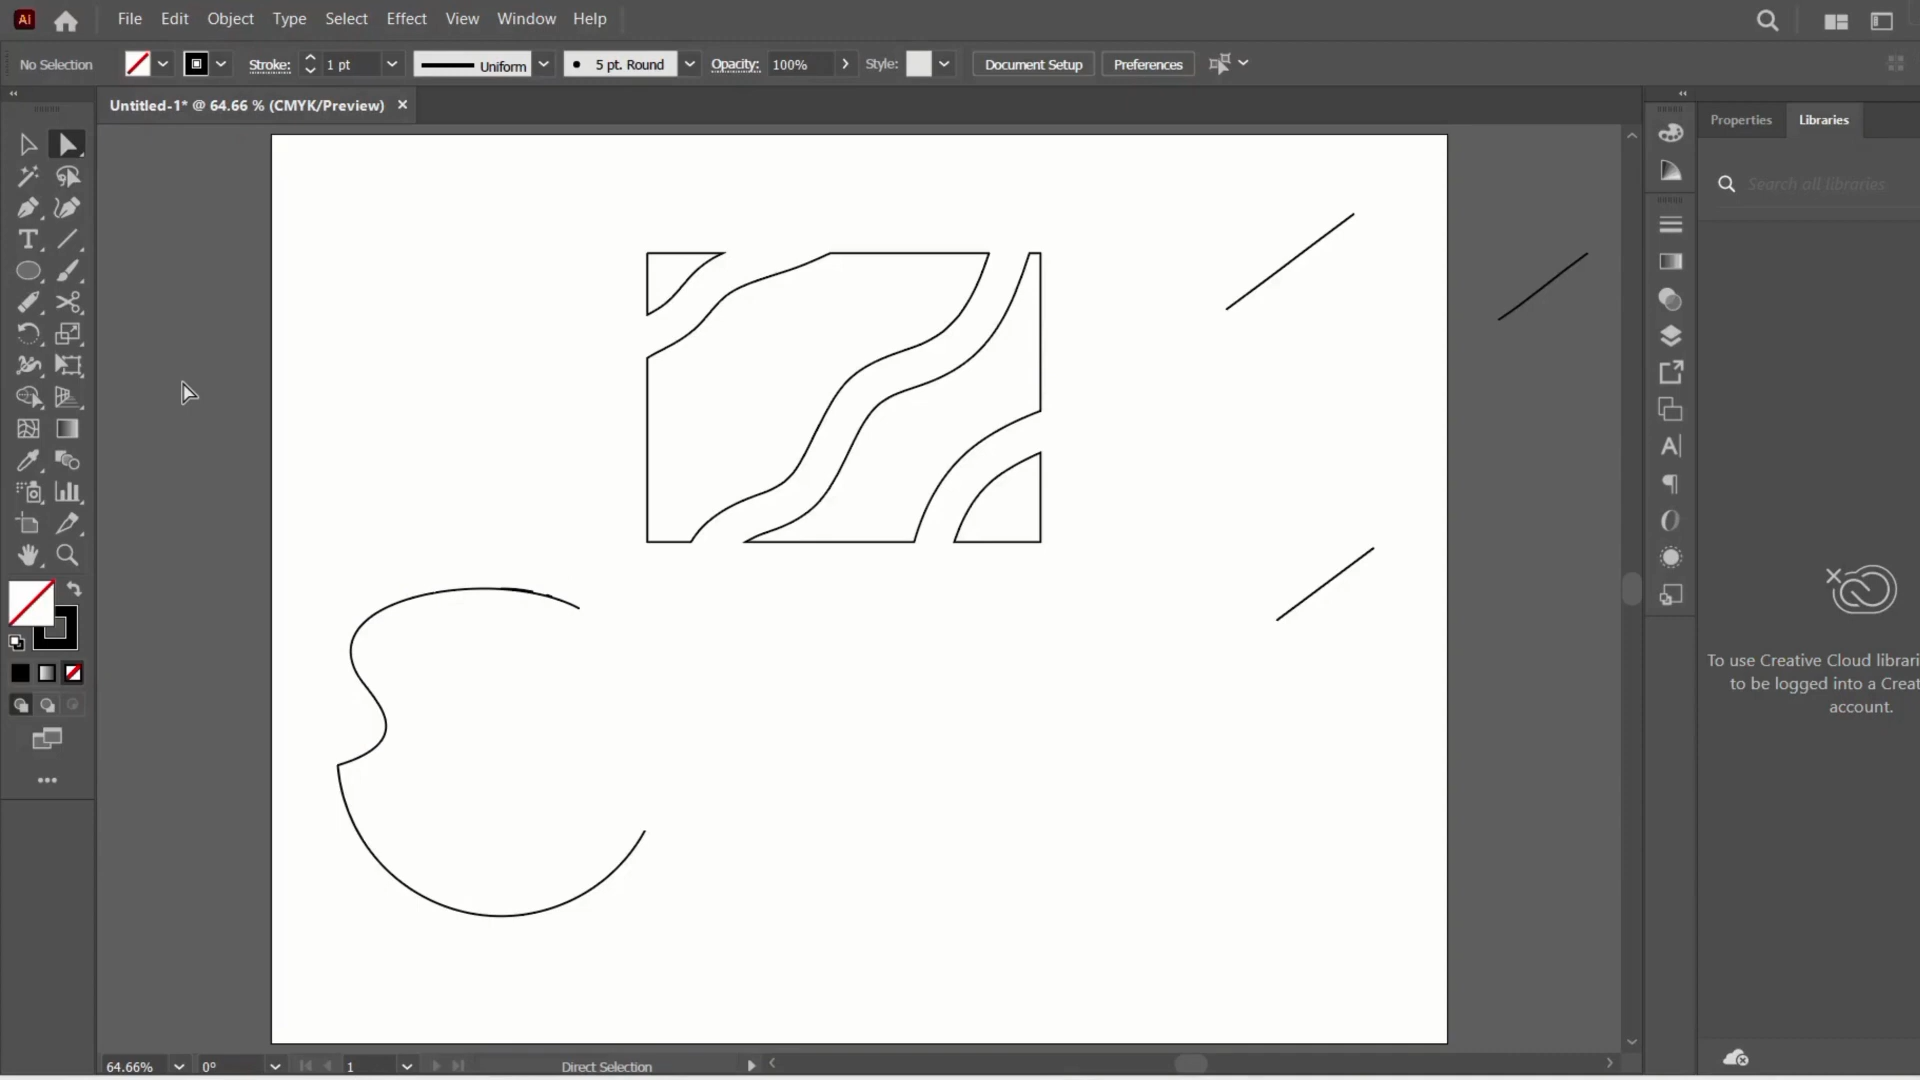 Ai File Edit Object Type Select Effect View Window Help
No Selection Stroke: 1 pt Uniform 5 pt. Round Opacity: 100% Style: Document Setup Preferences
Untitled-1* @ 64.66 % (CMYK/Preview) ×
Properties Libraries
Search all libraries
To use Creative Cloud librari
to be logged into a Creat
account.
64.66% 0° 1 Direct Selection